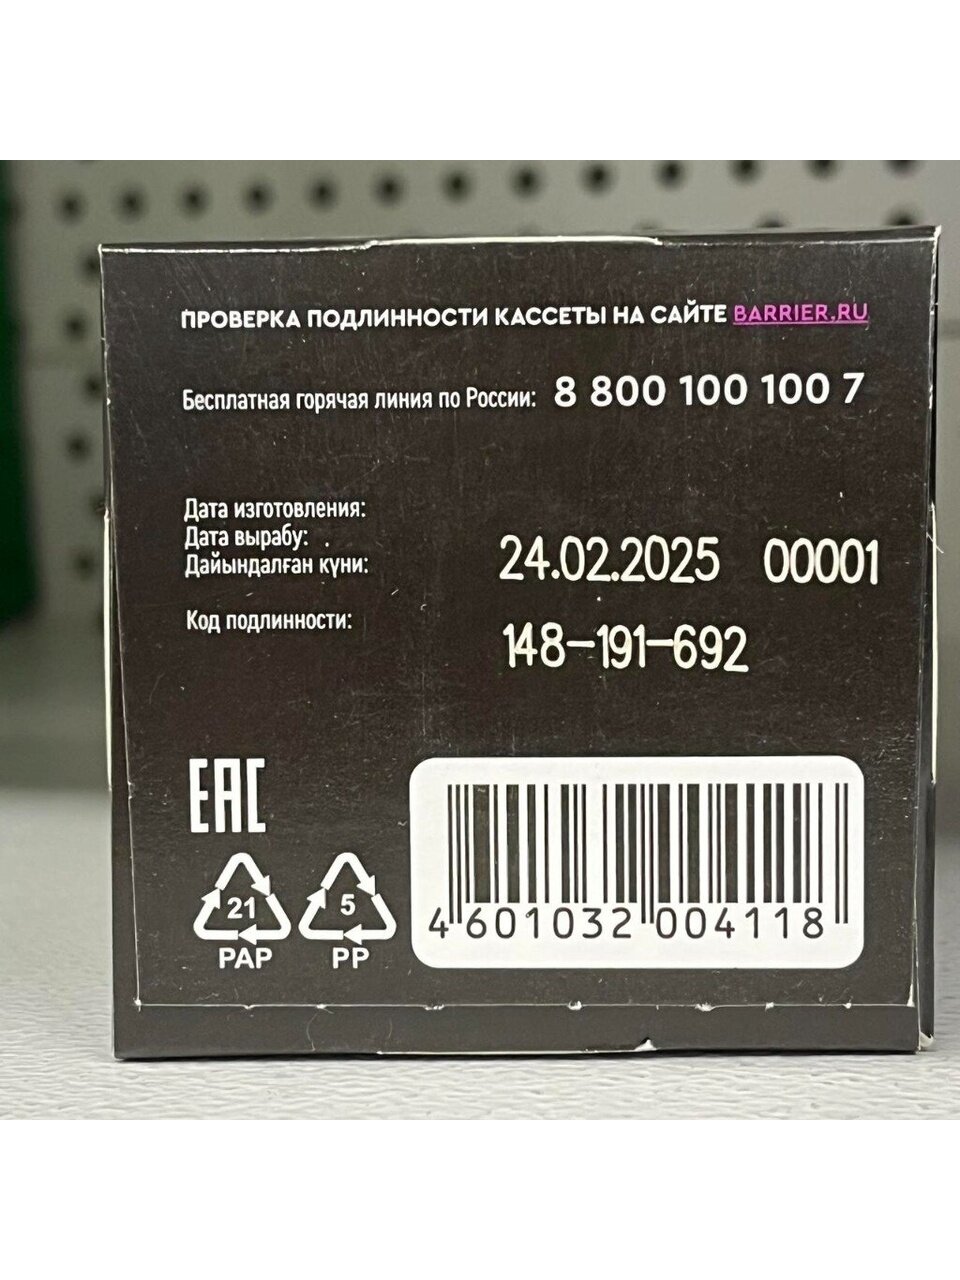 ПРОВЕРКА ПОДЛИННОСТИ КАССЕТЫ НА САЙТЕ BARRIER.RU
Бесплатная горячая линия по России: 8 800 100 100 7
Дата изготовления:
Дата вырабу:
Дайындалған күни: 24.02.2025 00001
Код подлинности: 148-191-692
EAC
21
PAP
5
PP
4 601032 004118